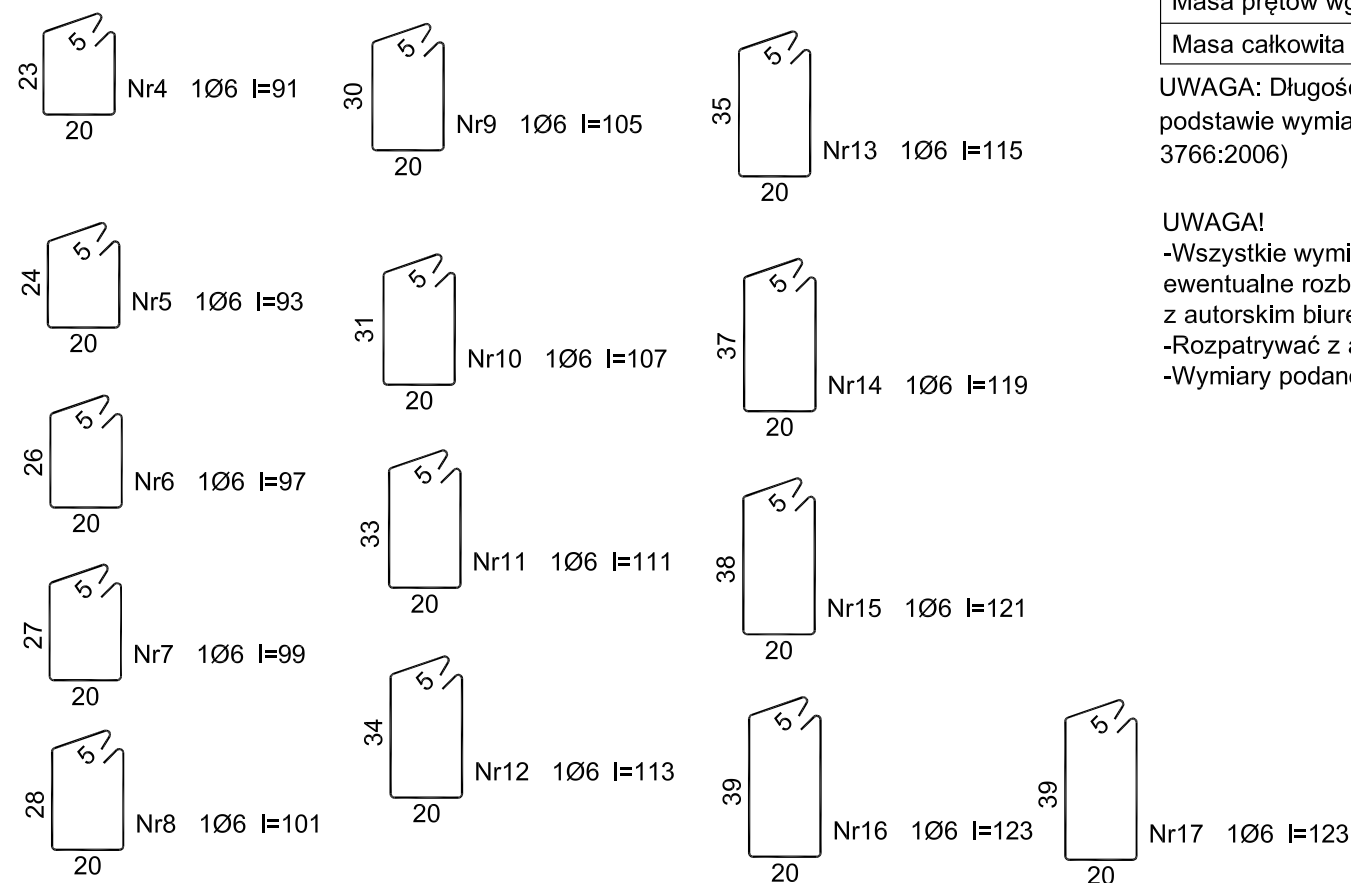 23
5
20
Nr4 1Ø6 l=91
24
5
20
Nr5 1Ø6 l=93
26
5
20
Nr6 1Ø6 l=97
27
5
20
Nr7 1Ø6 l=99
28
5
20
Nr8 1Ø6 l=101
30
5
20
Nr9 1Ø6 l=105
31
5
20
Nr10 1Ø6 l=107
33
5
20
Nr11 1Ø6 l=111
34
5
20
Nr12 1Ø6 l=113
35
5
20
Nr13 1Ø6 l=115
37
5
20
Nr14 1Ø6 l=119
38
5
20
Nr15 1Ø6 l=121
39
5
20
Nr16 1Ø6 l=123
39
5
20
Nr17 1Ø6 l=123
Masa prętów wg
Masa całkowita
UWAGA: Długoś
podstawie wymia
3766:2006)
UWAGA!
-Wszystkie wymi
ewentualne rozb
z autorskim biure
-Rozpatrywać z a
-Wymiary podan